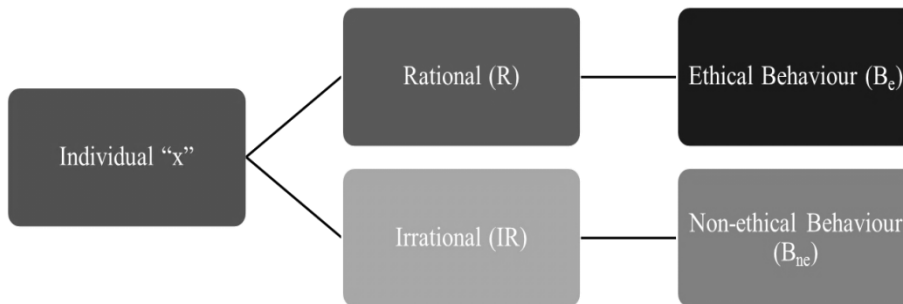 Rational (R)
Ethical Behaviour (Bₑ)
Individual “x”
Irrational (IR)
Non-ethical Behaviour
(Bₙₑ)